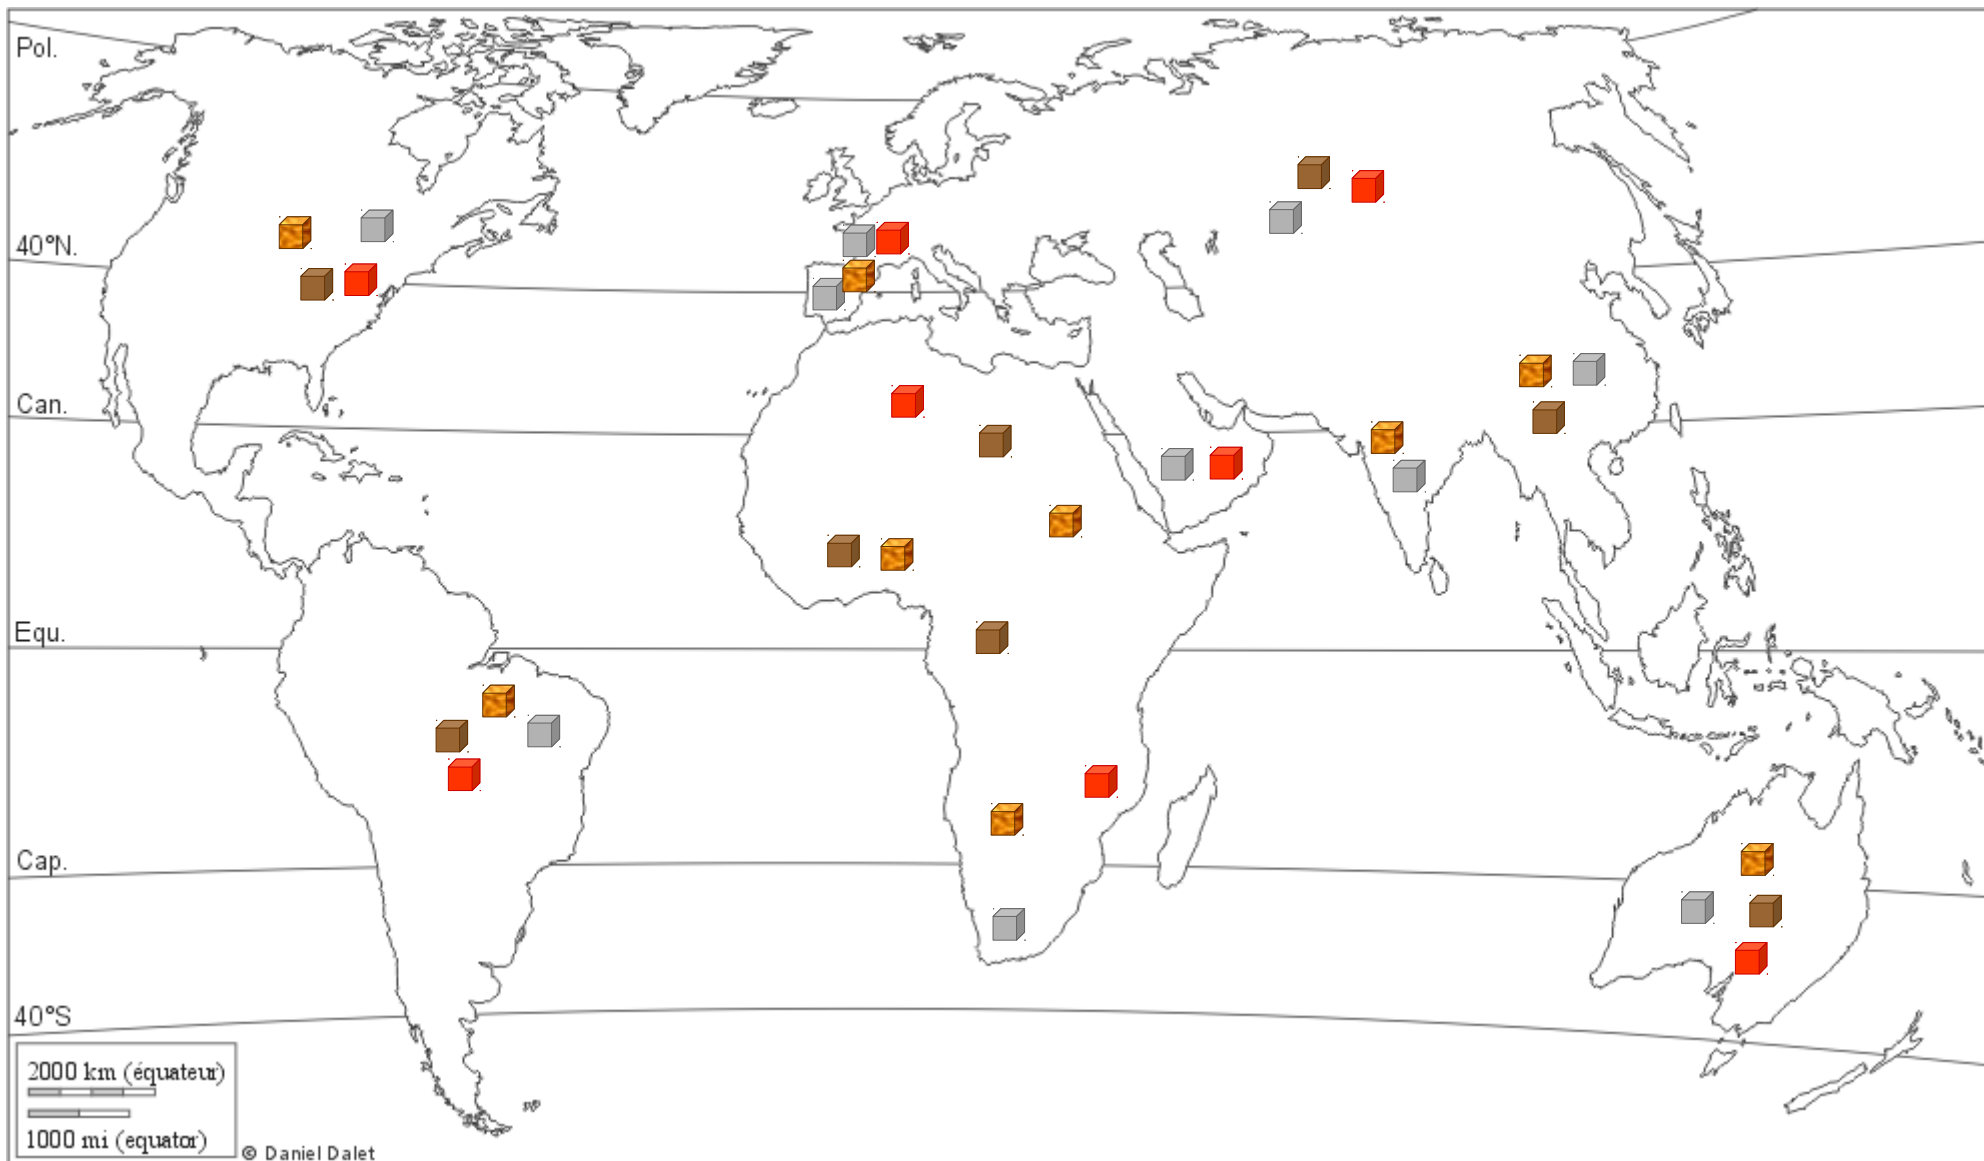 Pol.
40°N.
Can.
Equ.
Cap.
40°S
2000 km (équateur)
1000 mi (equator)
© Daniel Dalet